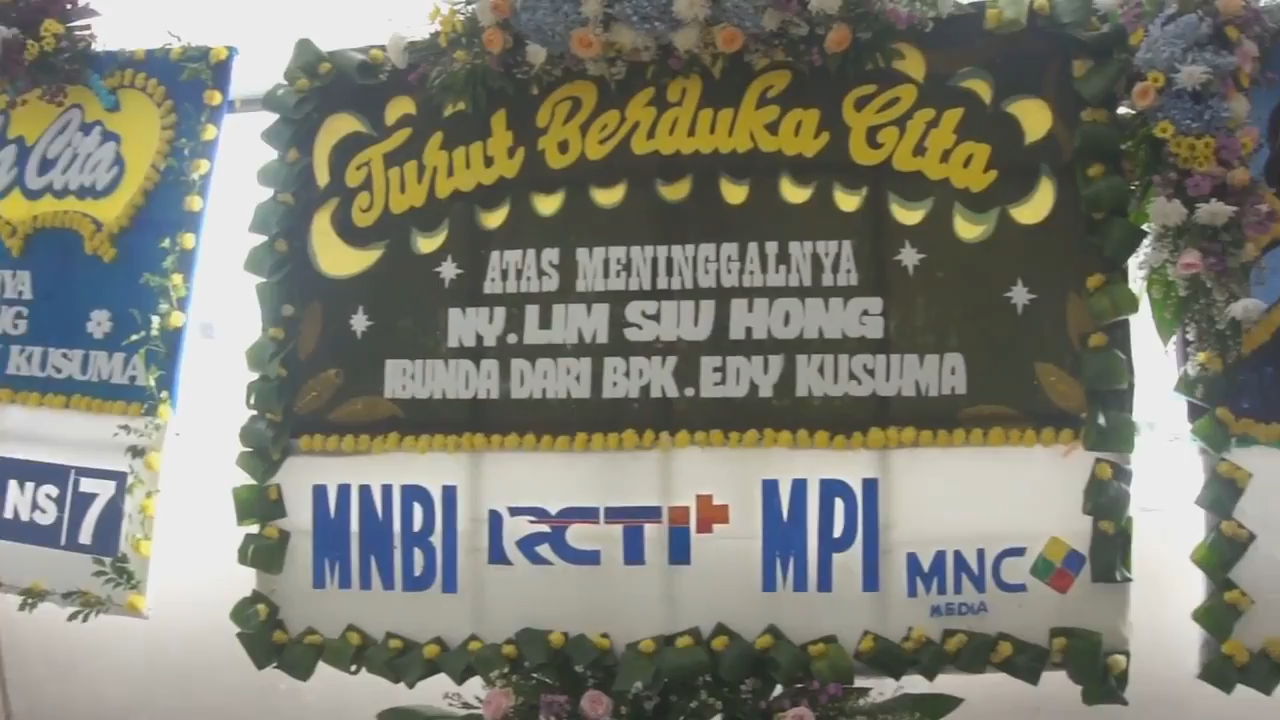 Cita
YA
NG
KUSUMA
NS 7
Turut Berduka Cita
ATAS MENINGGALNYA
NY. LIM SIU HONG
IBUNDA DARI BPK. EDY KUSUMA
MNBI RCTI+ MPI MNC
MEDIA